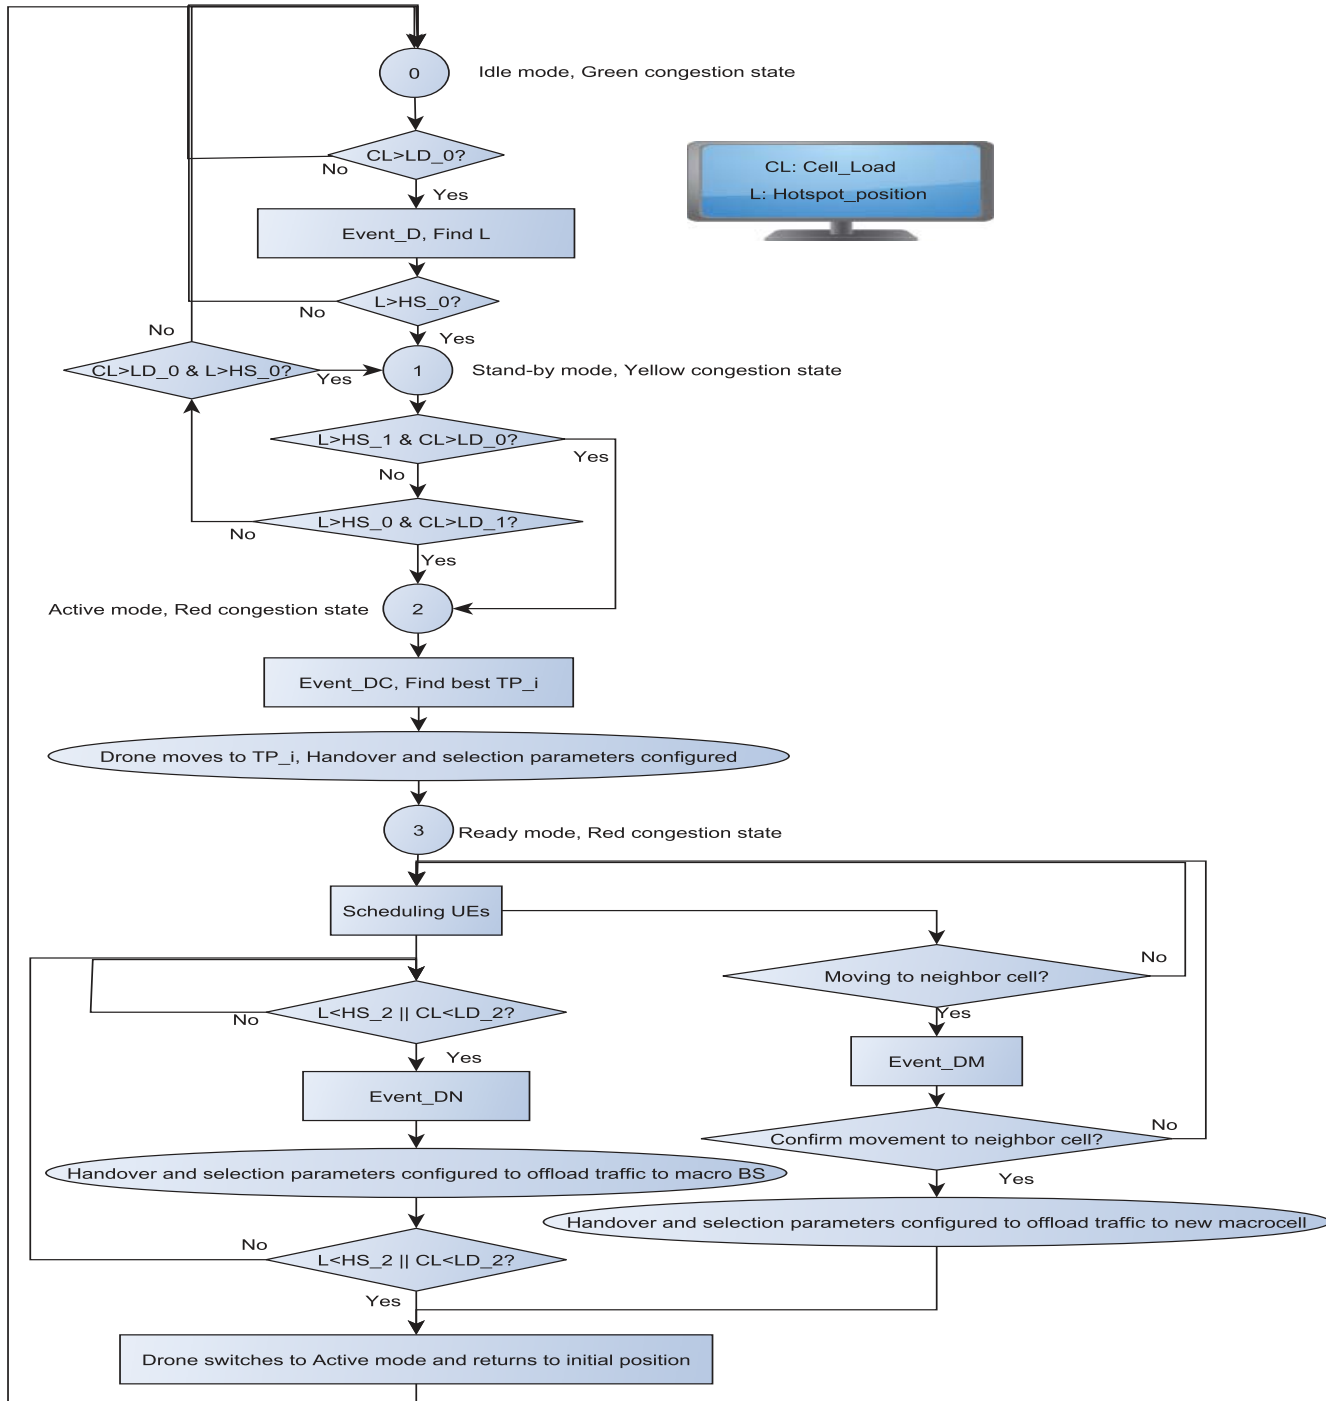 0
Idle mode, Green congestion state
CL>LD_0?
No
Yes
CL: Cell_Load
L: Hotspot_position
Event_D, Find L
L>HS_0?
No
Yes
No
CL>LD_0 & L>HS_0?
Yes
1
Stand-by mode, Yellow congestion state
L>HS_1 & CL>LD_0?
Yes
No
L>HS_0 & CL>LD_1?
No
Yes
Active mode, Red congestion state
2
Event_DC, Find best TP_i
Drone moves to TP_i, Handover and selection parameters configured
3
Ready mode, Red congestion state
Scheduling UEs
Moving to neighbor cell?
No
Yes
L<HS_2 || CL<LD_2?
No
Yes
Event_DM
Event_DN
Confirm movement to neighbor cell?
No
Yes
Handover and selection parameters configured to offload traffic to macro BS
Handover and selection parameters configured to offload traffic to new macrocell
L<HS_2 || CL<LD_2?
No
Yes
Drone switches to Active mode and returns to initial position